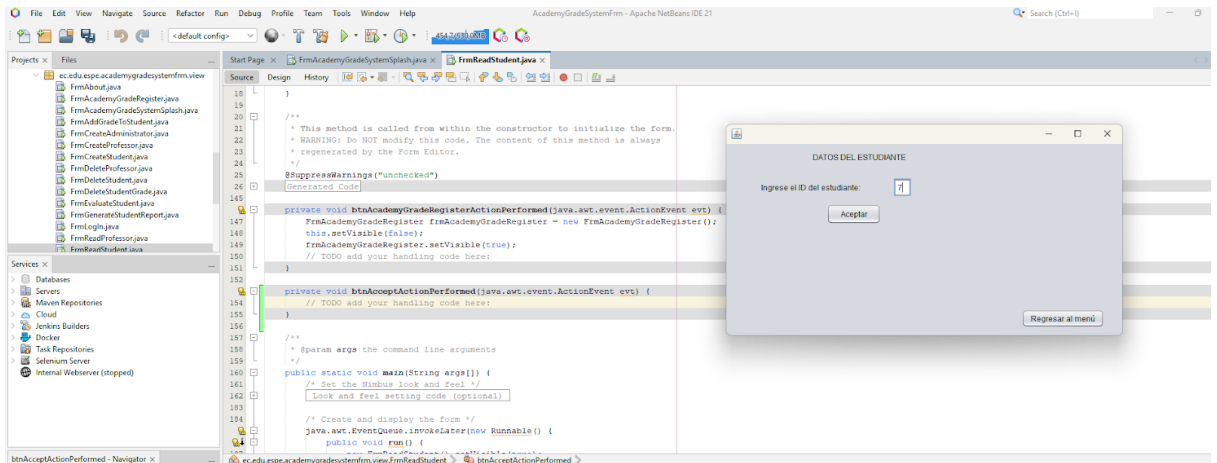 File Edit View Navigate Source Refactor Run Debug Profile Team Tools Window Help
AcademyGradeSystemFrm - Apache NetBeans IDE 21
Search (Ctrl+I)
<default config>
Projects Files
ec.edu.espe.academygradesystemfrm.view
FrmAbout.java
FrmAcademyGradeRegister.java
FrmAcademyGradeSystemSplash.java
FrmAddGradeToStudent.java
FrmCreateAdministrator.java
FrmCreateProfessor.java
FrmCreateStudent.java
FrmDeleteProfessor.java
FrmDeleteStudent.java
FrmDeleteStudentGrade.java
FrmEvaluateStudent.java
FrmGenerateStudentReport.java
FrmLogIn.java
FrmReadProfessor.java
FrmReadStudent.java
Services
Databases
Servers
Maven Repositories
Cloud
Jenkins Builders
Docker
Task Repositories
Selenium Server
Internal Webserver (stopped)
btnAcceptActionPerformed - Navigator
Start Page FrmAcademyGradeSystemSplash.java FrmReadStudent.java
Source Design History
18 }
19
20 /**
21 * This method is called from within the constructor to initialize the form.
22 * WARNING: Do NOT modify this code. The content of this method is always
23 * regenerated by the Form Editor.
24 */
25 @SuppressWarnings("unchecked")
26 Generated Code
145
private void btnAcademyGradeRegisterActionPerformed(java.awt.event.ActionEvent evt) {
147 FrmAcademyGradeRegister frmAcademyGradeRegister = new FrmAcademyGradeRegister();
148 this.setVisible(false);
149 frmAcademyGradeRegister.setVisible(true);
150 // TODO add your handling code here:
151 }
152
private void btnAcceptActionPerformed(java.awt.event.ActionEvent evt) {
154 // TODO add your handling code here:
155 }
156
157 /**
158 * @param args the command line arguments
159 */
160 public static void main(String args[]) {
161 /* Set the Nimbus look and feel */
162 Look and feel setting code (optional)
183
184 /* Create and display the form */
java.awt.EventQueue.invokeLater(new Runnable() {
public void run() {
new FrmReadStudent().setVisible(true);
ec.edu.espe.academygradesystemfrm.view.FrmReadStudent btnAcceptActionPerformed
DATOS DEL ESTUDIANTE
Ingrese el ID del estudiante: 7
Aceptar
Regresar al menú